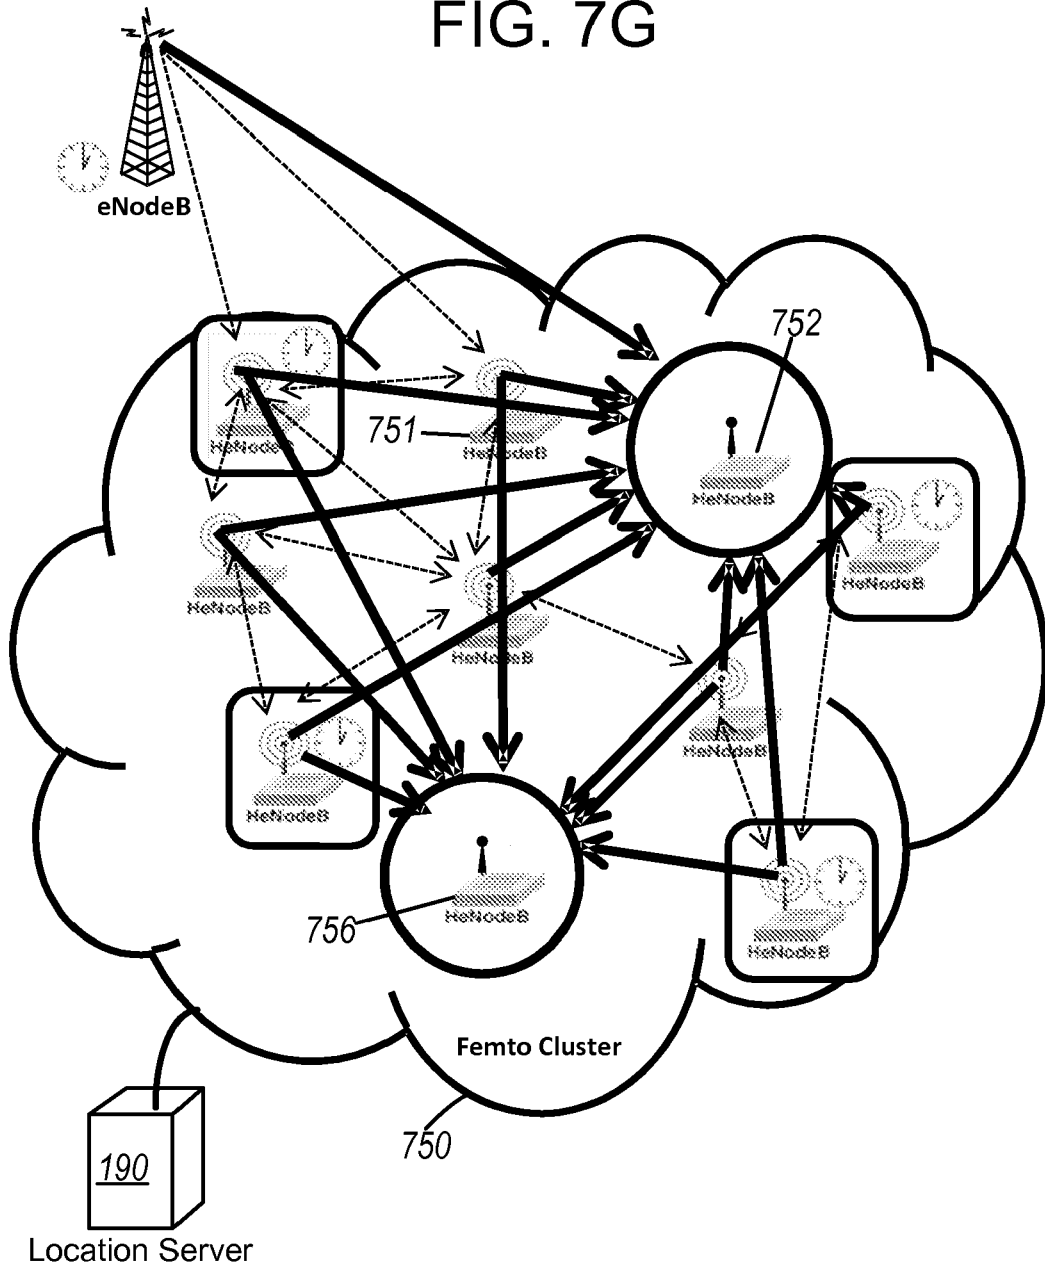 FIG. 7G
eNodeB
752
751
HeNodeB
HeNodeB
HeNodeB
HeNodeB
HeNodeB
HeNodeB
HeNodeB
HeNodeB
756
HeNodeB
HeNodeB
Femto Cluster
750
190
Location Server